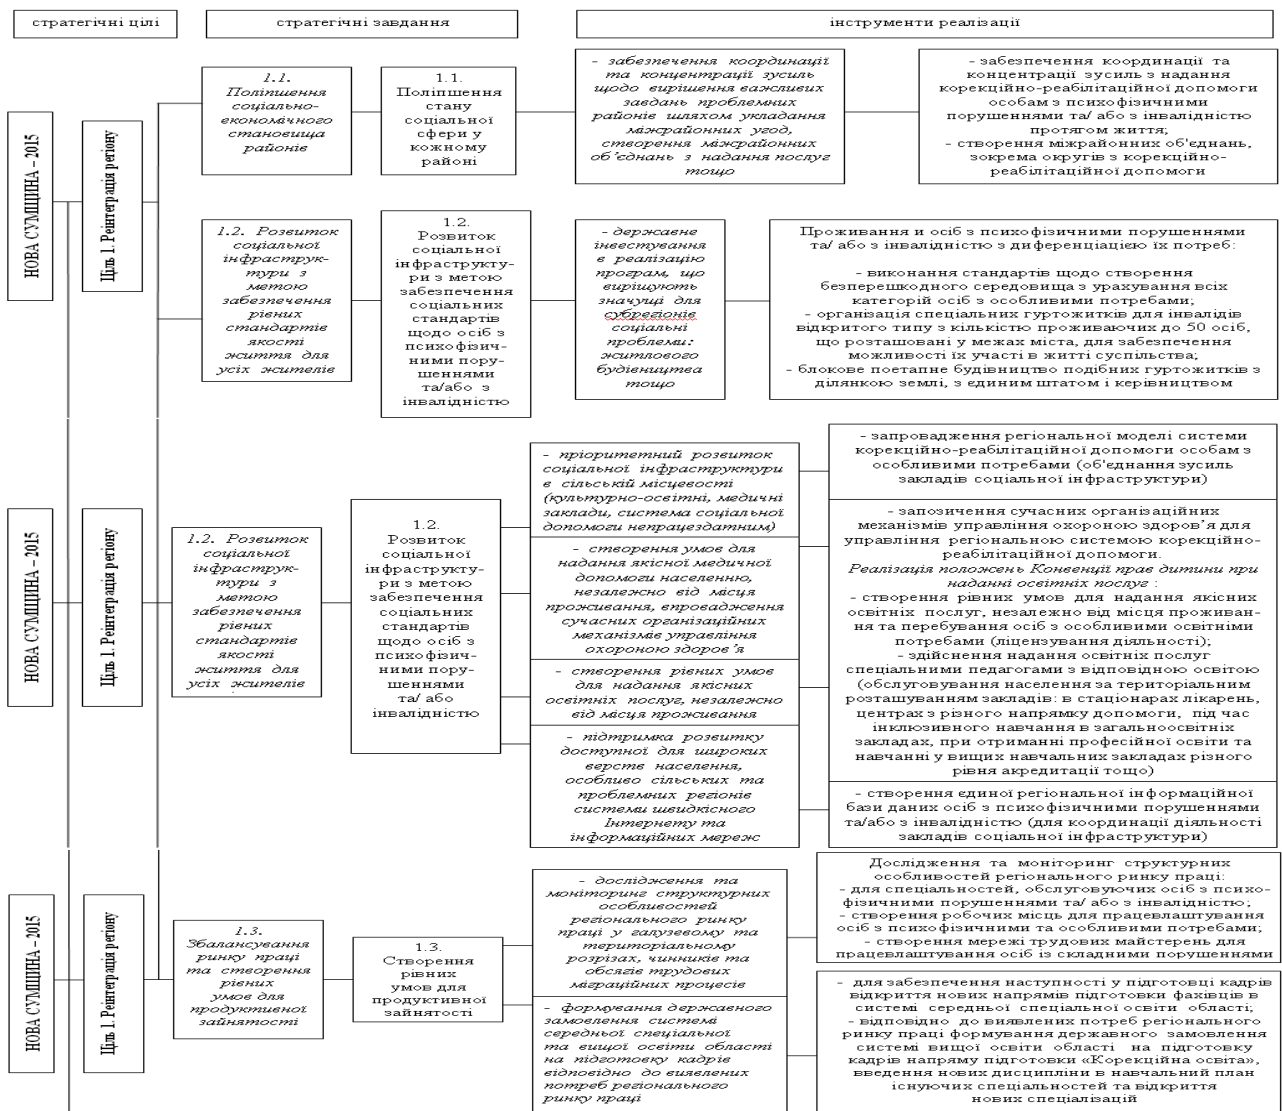 стратегічні цілі
стратегічні завдання
інструменти реалізації
НОВА СУМЩИНА – 2015
Ціль 1. Реінтеграція регіону
1.1.
Поліпшення
соціально-
економічного
становища
районів
1.1.
Поліпшення
стану
соціальної
сфери у
кожному
районі
- забезпечення координації
та концентрації зусиль
щодо вирішення важливих
завдань проблемних
районів шляхом укладання
міжрайонних угод,
створення міжрайонних
об’єднань з надання послуг
тощо
- забезпечення координації та
концентрації зусиль з надання
корекційно-реабілітаційної допомоги
особам з психофізичними
порушеннями та/ або з інвалідністю
протягом життя;
- створення міжрайонних об'єднань,
зокрема округів з корекційно-
реабілітаційної допомоги
1.2. Розвиток
соціальної
інфраструк-
тури з
метою
забезпечення
рівних
стандартів
якості
життя для
усіх жителів
1.2.
Розвиток
соціальної
інфраструкту-
ри з метою
забезпечення
соціальних
стандартів
щодо осіб з
психофізич-
ними пору-
шеннями
та/або з
інвалідністю
- державне
інвестування
в реалізацію
програм, що
вирішують
значущі для
субрегіонів
соціальні
проблеми:
житлового
будівництва
тощо
Проживання и осіб з психофізичними порушеннями
та/ або з інвалідністю з диференціацією їх потреб:
- виконання стандартів щодо створення
безперешкодного середовища з урахування всіх
категорій осіб з особливими потребами;
- організація спеціальних гуртожитків для інвалідів
відкритого типу з кількістю проживаючих до 50 осіб,
що розташовані у межах міста, для забезпечення
можливості їх участі в житті суспільства;
- блокове поетапне будівництво подібних гуртожитків з
ділянкою землі, з єдиним штатом і керівництвом
НОВА СУМЩИНА – 2015
Ціль 1. Реінтеграція регіону
1.2. Розвиток
соціальної
інфраструк-
тури з
метою
забезпечення
рівних
стандартів
якості
життя для
усіх жителів
1.2.
Розвиток
соціальної
інфраструкту-
ри з метою
забезпечення
соціальних
стандартів
щодо осіб з
психофізич-
ними пору-
шеннями
та/ або
інвалідністю
- пріоритетний розвиток
соціальної інфраструктури
в сільській місцевості
(культурно-освітні, медичні
заклади, система соціальної
допомоги непрацездатним)
- створення умов для
надання якісної медичної
допомоги населенню,
незалежно від місця
проживання, впровадження
сучасних організаційних
механізмів управління
охороною здоров’я
- створення рівних умов
для надання якісних
освітніх послуг, незалежно
від місця проживання
- підтримка розвитку
доступної для широких
верств населення,
особливо сільських та
проблемних регіонів
системи швидкісного
Інтернету та
інформаційних мереж
- запровадження регіональної моделі системи
корекційно-реабілітаційної допомоги особам з
особливими потребами (об'єднання зусиль
закладів соціальної інфраструктури)
- запозичення сучасних організаційних
механізмів управління охороною здоров’я для
управління регіональною системою корекційно-
реабілітаційної допомоги.
Реалізація положень Конвенції прав дитини при
наданні освітніх послуг :
- створення рівних умов для надання якісних
освітніх послуг, незалежно від місця проживан-
ня та перебування осіб з особливими освітніми
потребами (ліцензування діяльності);
- здійснення надання освітніх послуг
спеціальними педагогами з відповідною освітою
(обслуговування населення за територіальним
розташуванням закладів: в стаціонарах лікарень,
центрах з різного напрямку допомоги, під час
інклюзивного навчання в загальноосвітніх
закладах, при отриманні професійної освіти та
навчанні у вищих навчальних закладах різного
рівня акредитації тощо)
- створення єдиної регіональної інформаційної
бази даних осіб з психофізичними порушеннями
та/або з інвалідністю (для координації діяльності
закладів соціальної інфраструктури)
НОВА СУМЩИНА – 2015
Ціль 1. Реінтеграція регіону
1.3.
Збалансування
ринку праці
та створення
рівних
умов для
продуктивної
зайнятості
1.3.
Створення
рівних
умов для
продуктивної
зайнятості
- дослідження та
моніторинг структурних
особливостей
регіонального ринку
праці у галузевому та
територіальному
розрізах, чинників та
обсягів трудових
міграційних процесів
- формування державного
замовлення системі
середньої спеціальної
та вищої освіти області
на підготовку кадрів
відповідно до виявлених
потреб регіонального
ринку праці
Дослідження та моніторинг структурних
особливостей регіонального ринку праці:
- для спеціальностей, обслуговуючих осіб з психо-
фізичними порушеннями та/ або з інвалідністю;
- створення робочих місць для працевлаштування
осіб з психофізичними та особливими потребами;
- створення мережі трудових майстерень для
працевлаштування осіб із складними порушеннями
- для забезпечення наступності у підготовці кадрів
відкриття нових напрямів підготовки фахівців в
системі середньої спеціальної освіти області;
- відповідно до виявлених потреб регіонального
ринку праці формування державного замовлення
системі вищої освіти області на підготовку
кадрів напряму підготовки «Корекційна освіта»,
введення нових дисципліни в навчальний план
існуючих спеціальностей та відкриття
нових спеціалізацій